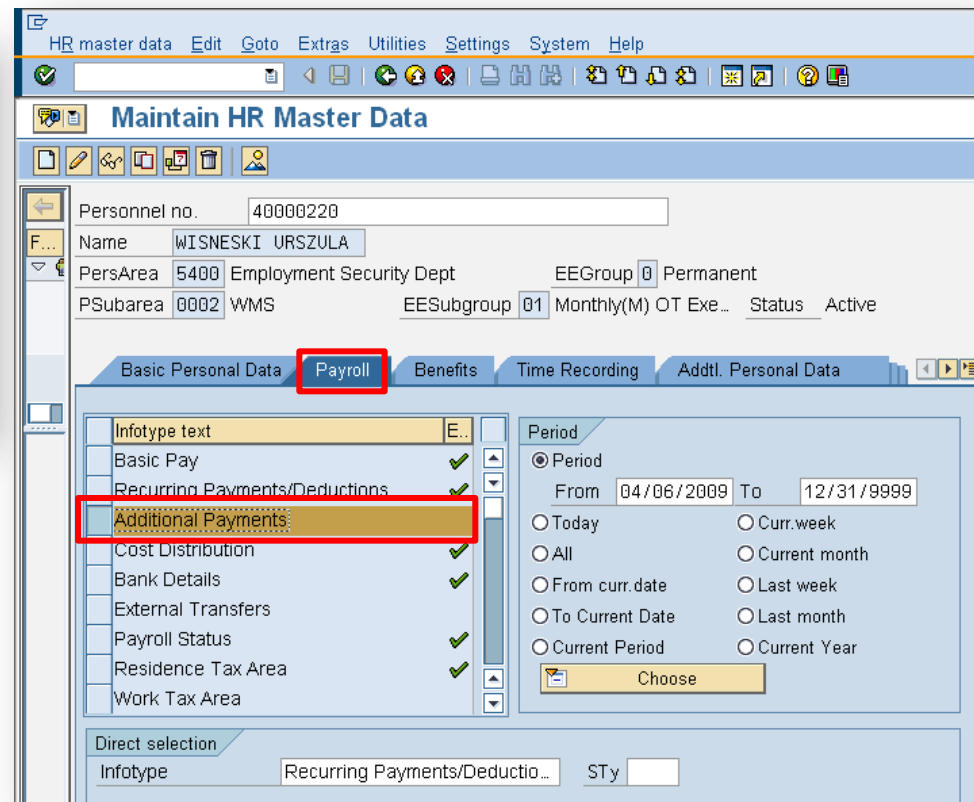 HR master data Edit Goto Extras Utilities Settings System Help
Maintain HR Master Data
Personnel no. 40000220
F...
Name WISNESKI URSZULA
PersArea 5400 Employment Security Dept EEGroup 0 Permanent
PSubarea 0002 WMS EESubgroup 01 Monthly(M) OT Exe... Status Active
Basic Personal Data Payroll Benefits Time Recording Addtl. Personal Data
Infotype text E..
Basic Pay
Recurring Payments/Deductions
Additional Payments
Cost Distribution
Bank Details
External Transfers
Payroll Status
Residence Tax Area
Work Tax Area
Period
Period
From 04/06/2009 To 12/31/9999
Today Curr.week
All Current month
From curr.date Last week
To Current Date Last month
Current Period Current Year
Choose
Direct selection
Infotype Recurring Payments/Deductio... STy